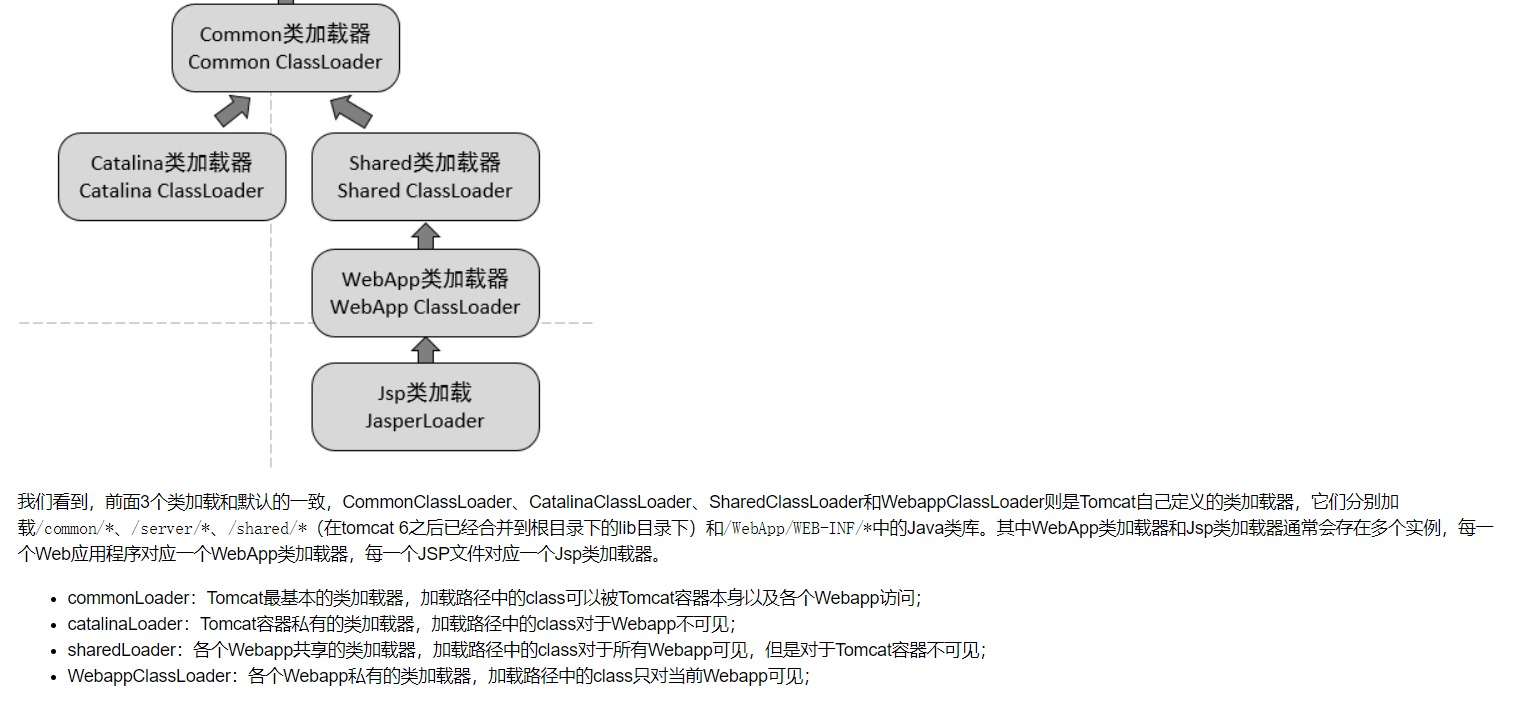 Common类加载器
Common ClassLoader
Catalina类加载器
Catalina ClassLoader
Shared类加载器
Shared ClassLoader
WebApp类加载器
WebApp ClassLoader
Jsp类加载
JasperLoader
我们看到，前面3个类加载和默认的一致，CommonClassLoader、CatalinaClassLoader、SharedClassLoader和WebappClassLoader则是Tomcat自己定义的类加载器，它们分别加
载/common/*、/server/*、/shared/*（在tomcat 6之后已经合并到根目录下的lib目录下）和/WebApp/WEB-INF/*中的Java类库。其中WebApp类加载器和Jsp类加载器通常会存在多个实例，每一
个Web应用程序对应一个WebApp类加载器，每一个JSP文件对应一个Jsp类加载器。
• commonLoader：Tomcat最基本的类加载器，加载路径中的class可以被Tomcat容器本身以及各个Webapp访问；
• catalinaLoader：Tomcat容器私有的类加载器，加载路径中的class对于Webapp不可见；
• sharedLoader：各个Webapp共享的类加载器，加载路径中的class对于所有Webapp可见，但是对于Tomcat容器不可见；
• WebappClassLoader：各个Webapp私有的类加载器，加载路径中的class只对当前Webapp可见；